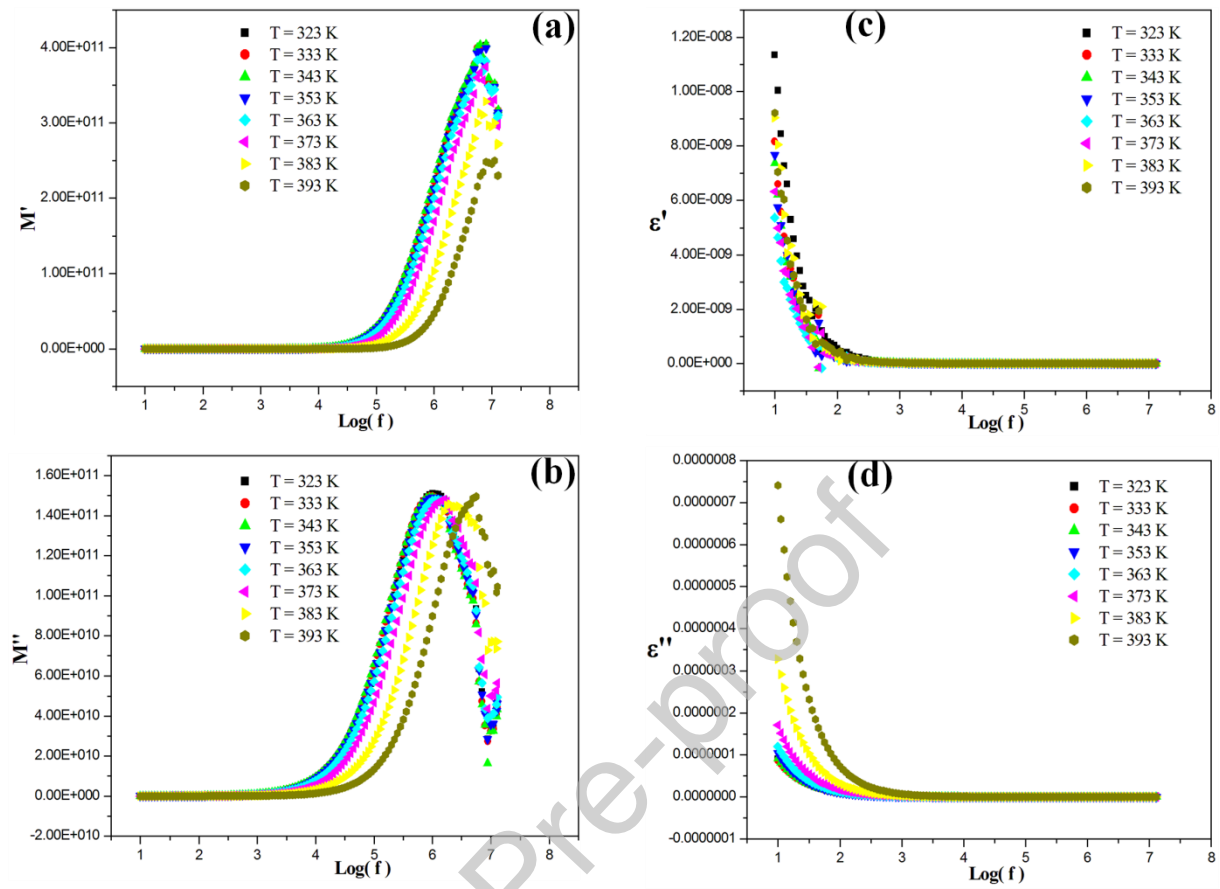 (a)
T = 323 K
T = 333 K
T = 343 K
T = 353 K
T = 363 K
T = 373 K
T = 383 K
T = 393 K
4.00E+011
3.00E+011
2.00E+011
1.00E+011
0.00E+000
M'
1 2 3 4 5 6 7 8
Log( f )
(c)
T = 323 K
T = 333 K
T = 343 K
T = 353 K
T = 363 K
T = 373 K
T = 383 K
T = 393 K
1.20E-008
1.00E-008
8.00E-009
6.00E-009
4.00E-009
2.00E-009
0.00E+000
ε'
1 2 3 4 5 6 7 8
Log( f )
(b)
T = 323 K
T = 333 K
T = 343 K
T = 353 K
T = 363 K
T = 373 K
T = 383 K
T = 393 K
1.60E+011
1.40E+011
1.20E+011
1.00E+011
8.00E+010
6.00E+010
4.00E+010
2.00E+010
0.00E+000
-2.00E+010
M''
1 2 3 4 5 6 7 8
Log( f )
(d)
T = 323 K
T = 333 K
T = 343 K
T = 353 K
T = 363 K
T = 373 K
T = 383 K
T = 393 K
0.0000008
0.0000007
0.0000006
0.0000005
0.0000004
0.0000003
0.0000002
0.0000001
0.0000000
-0.0000001
ε''
1 2 3 4 5 6 7 8
Log( f )
Pre-proof